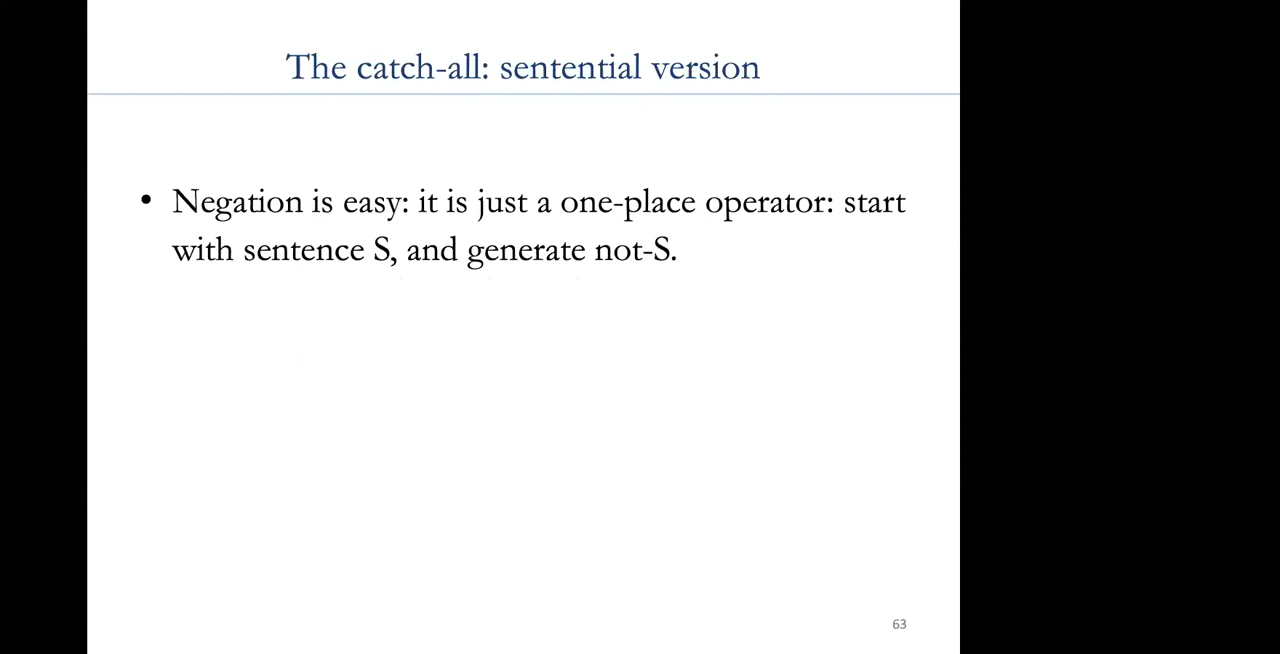 The catch-all: sentential version
• Negation is easy: it is just a one-place operator: start
with sentence S, and generate not-S.
63